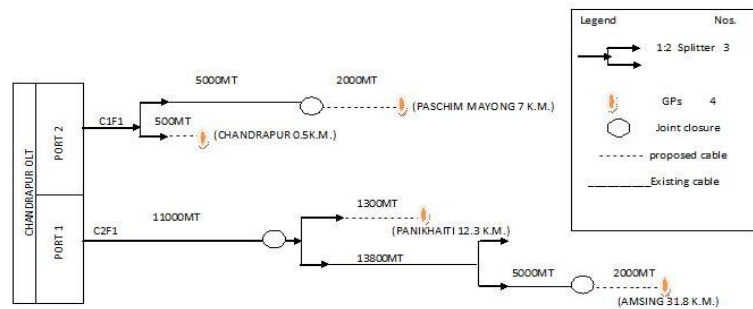 Legend Nos.
1:2 Splitter 3
GPs 4
Joint closure
proposed cable
Existing cable
CHANDRAPUR OLT
PORT 2
PORT 1
C1F1
5000MT
2000MT
(PASCHIM MAYONG 7 K.M.)
500MT
(CHANDRAPUR 0.5K.M.)
C2F1
11000MT
1300MT
(PANIKHAITI 12.3 K.M.)
13800MT
5000MT
2000MT
(AMSING 31.8 K.M.)